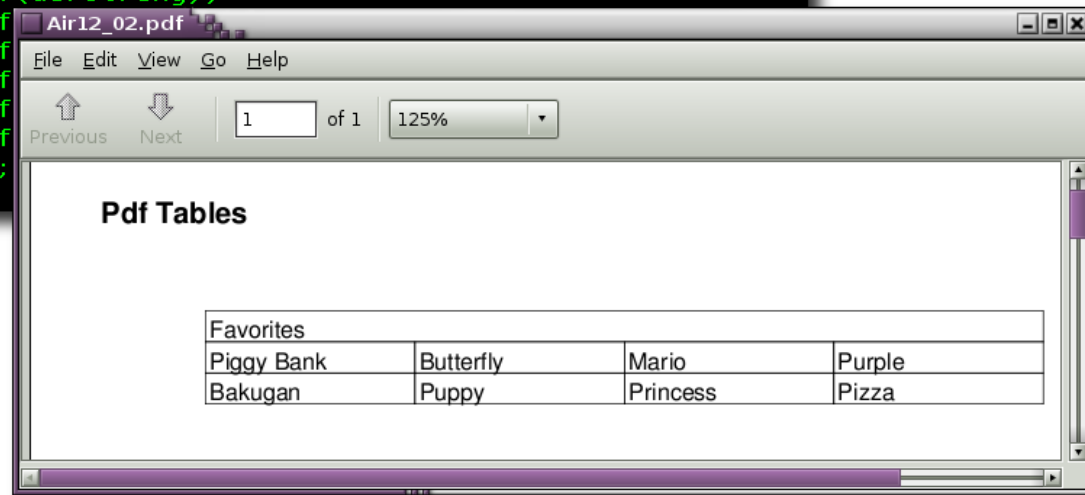 Air12_02.pdf
File Edit View Go Help
Previous Next 1 of 1 125%
Pdf Tables
Favorites
Piggy Bank Butterfly Mario Purple
Bakugan Puppy Princess Pizza